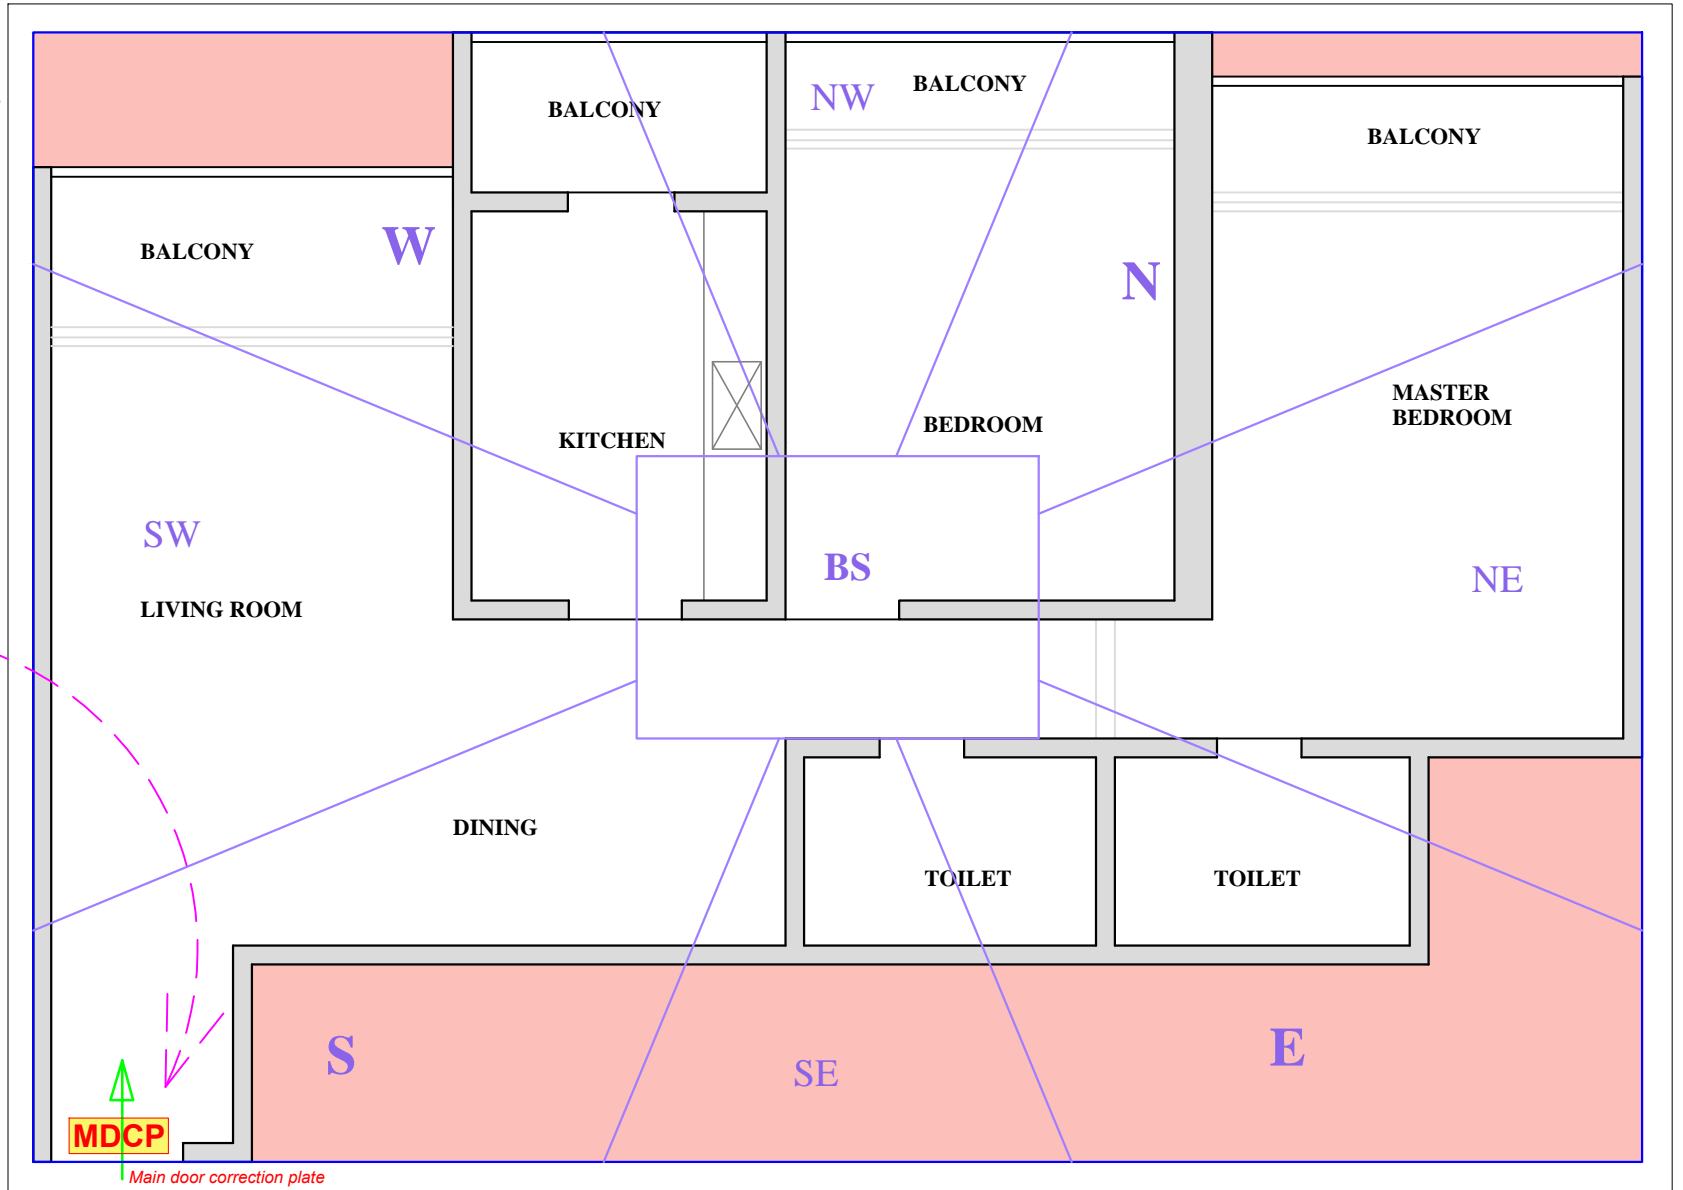 BALCONY
NW
BALCONY
BALCONY
BALCONY
W
N
MASTER
BEDROOM
KITCHEN
BEDROOM
SW
BS
NE
LIVING ROOM
DINING
TOILET
TOILET
S
SE
E
MDCP
Main door correction plate